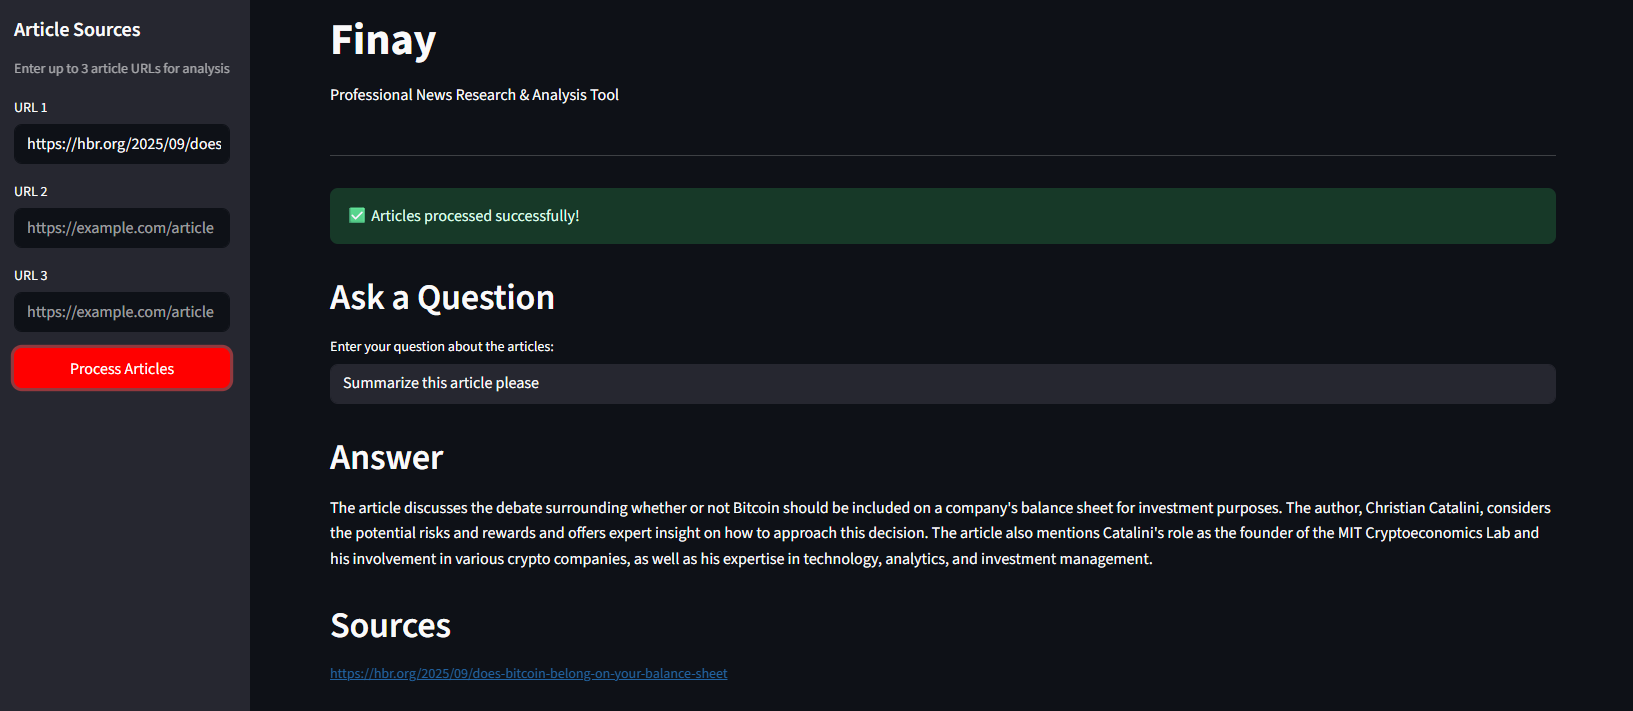 Article Sources
Enter up to 3 article URLs for analysis
URL 1
https://hbr.org/2025/09/does
URL 2
https://example.com/article
URL 3
https://example.com/article
Process Articles
Finay
Professional News Research & Analysis Tool
✅ Articles processed successfully!
Ask a Question
Enter your question about the articles:
Summarize this article please
Answer
The article discusses the debate surrounding whether or not Bitcoin should be included on a company's balance sheet for investment purposes. The author, Christian Catalini, considers
the potential risks and rewards and offers expert insight on how to approach this decision. The article also mentions Catalini's role as the founder of the MIT Cryptoeconomics Lab and
his involvement in various crypto companies, as well as his expertise in technology, analytics, and investment management.
Sources
https://hbr.org/2025/09/does-bitcoin-belong-on-your-balance-sheet